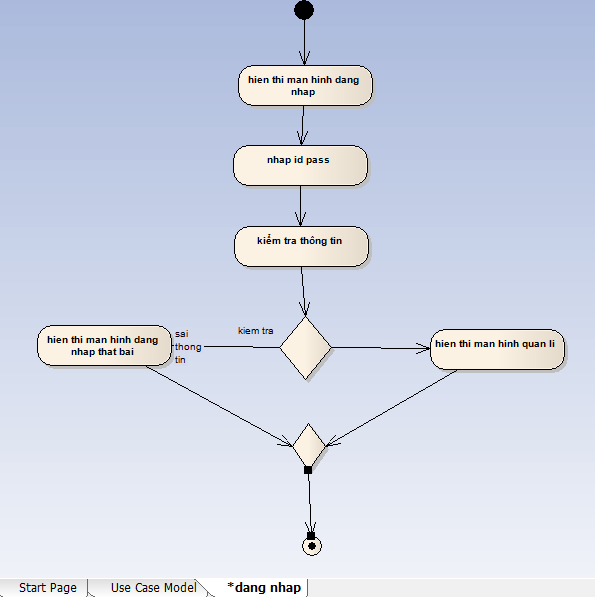 hien thi man hinh dang
nhap
nhap id pass
kiểm tra thông tin
kiem tra
sai
thong
tin
hien thi man hinh dang
nhap that bai
hien thi man hinh quan li
Start Page
Use Case Model
*dang nhap